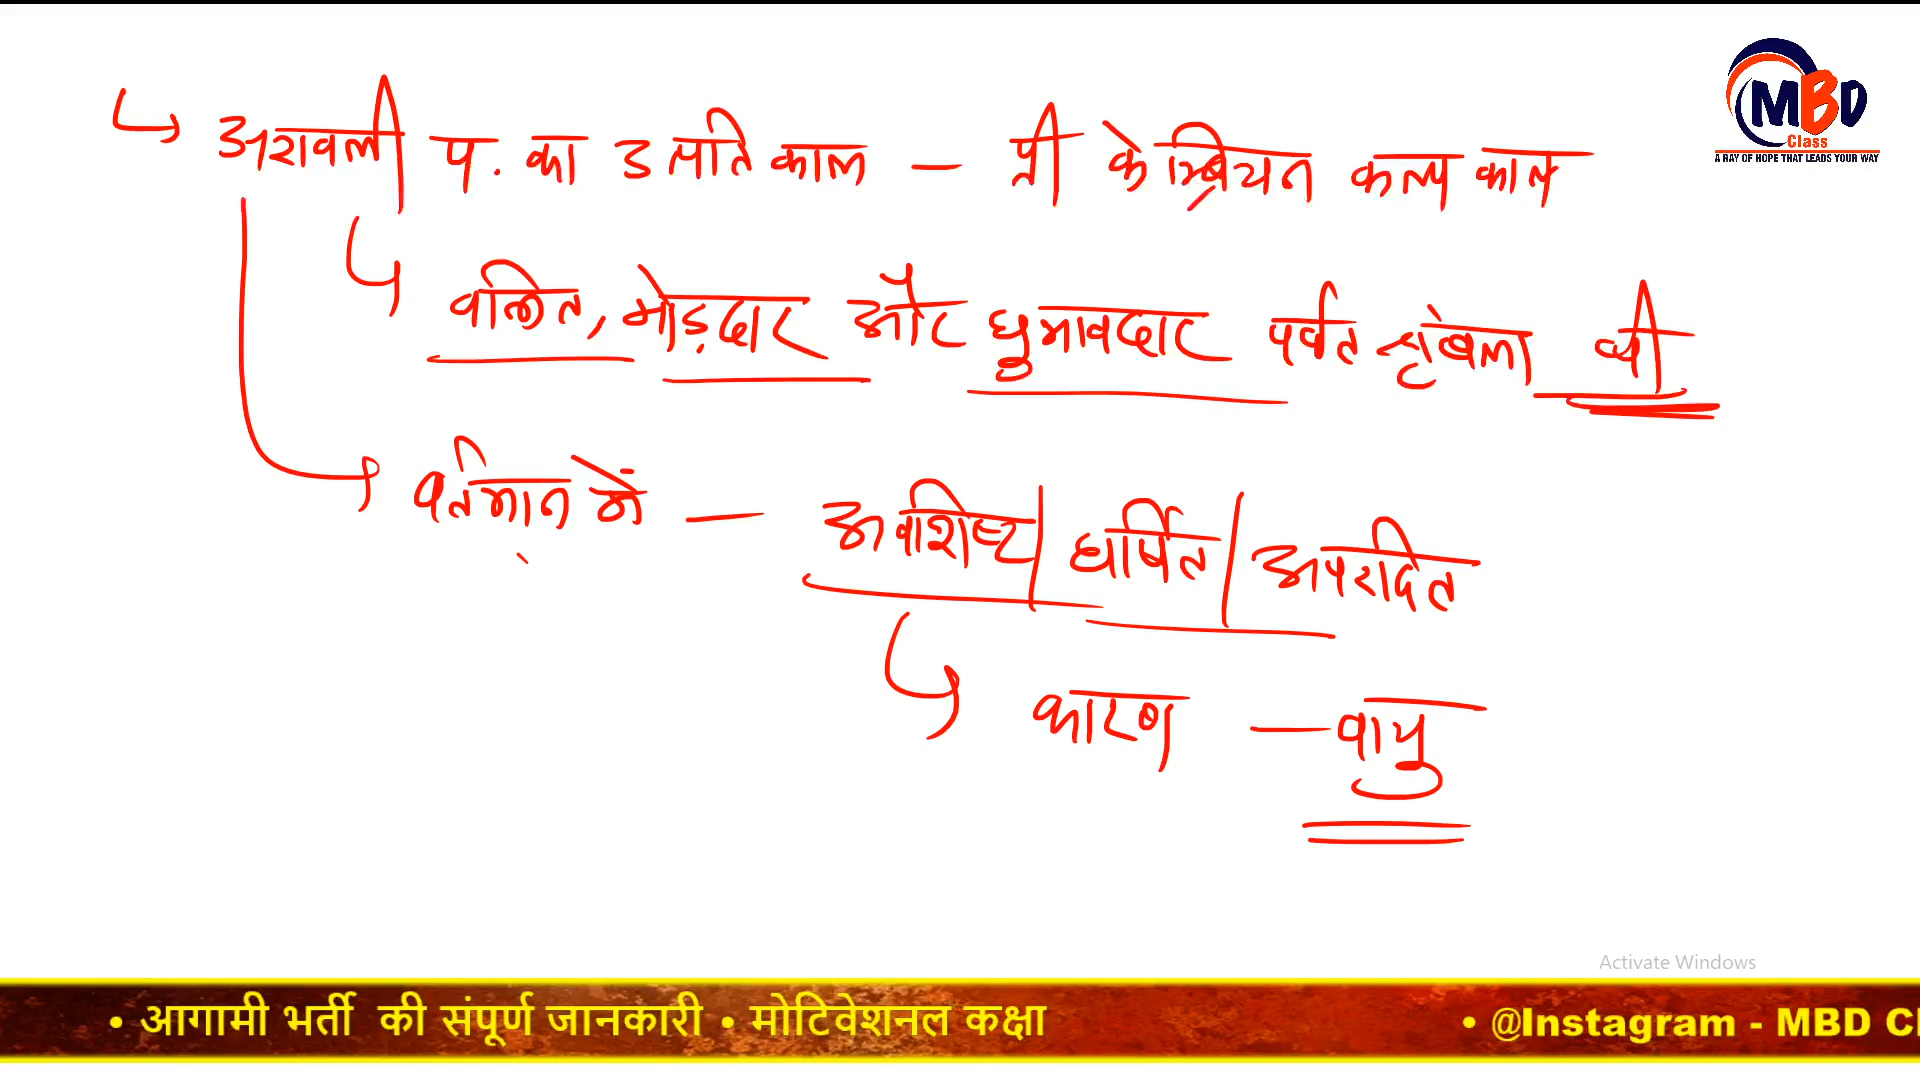 MBD
Class
A RAY OF HOPE THAT LEADS YOUR WAY
अरावली प. का उत्पति काल – प्री केम्ब्रियन कल्प काल
वलित, मोड़दार और घुमावदार पर्वत श्रृंखला थी
वर्तमान में – अवशिष्ट / घर्षित / अपरदित
कारण – वायु
Activate Windows
• आगामी भर्ती की संपूर्ण जानकारी • मोटिवेशनल कक्षा • @Instagram - MBD Cl